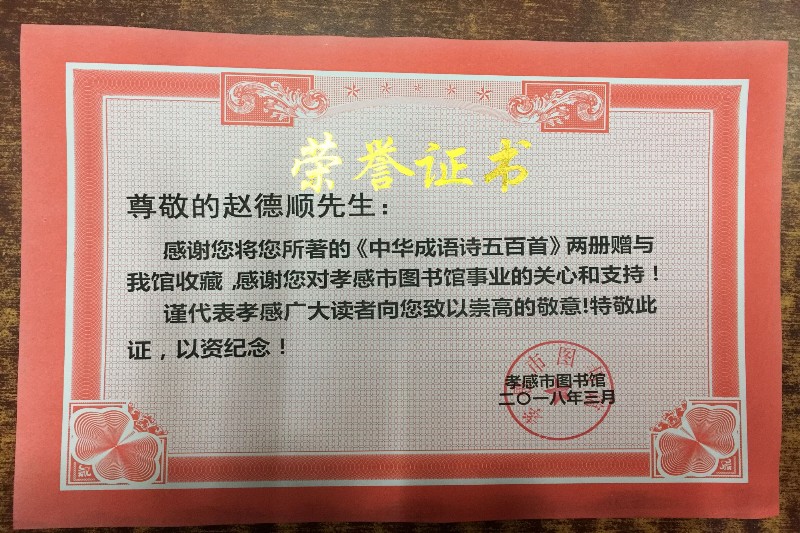 荣誉证书
尊敬的赵德顺先生：
感谢您将您所著的《中华成语诗五百首》两册赠与
我馆收藏，感谢您对孝感市图书馆事业的关心和支持！
谨代表孝感广大读者向您致以崇高的敬意！特敬此
证，以资纪念！
孝感市图书馆
二〇一八年三月